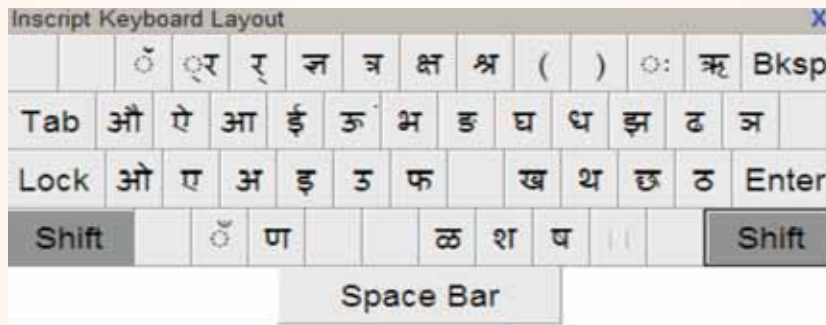 Inscript Keyboard Layout X
ॅ ्र र् ज्ञ त्र क्ष श्र ( ) ः ऋ Bksp
Tab औ ऐ आ ई ऊ भ ङ घ ध झ ढ ञ
Lock ओ ए अ इ उ फ ख थ छ ठ Enter
Shift ँ ण ळ श ष । Shift
Space Bar